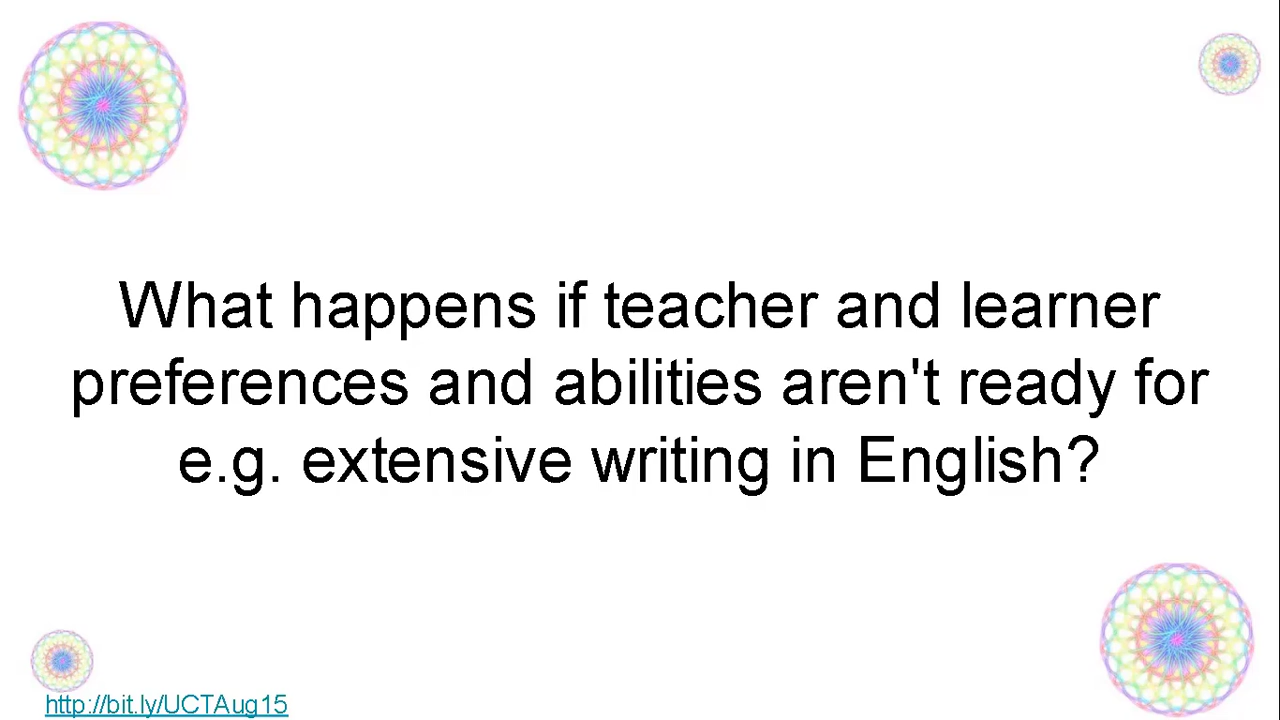 What happens if teacher and learner
preferences and abilities aren't ready for
e.g. extensive writing in English?
http://bit.ly/UCTAug15